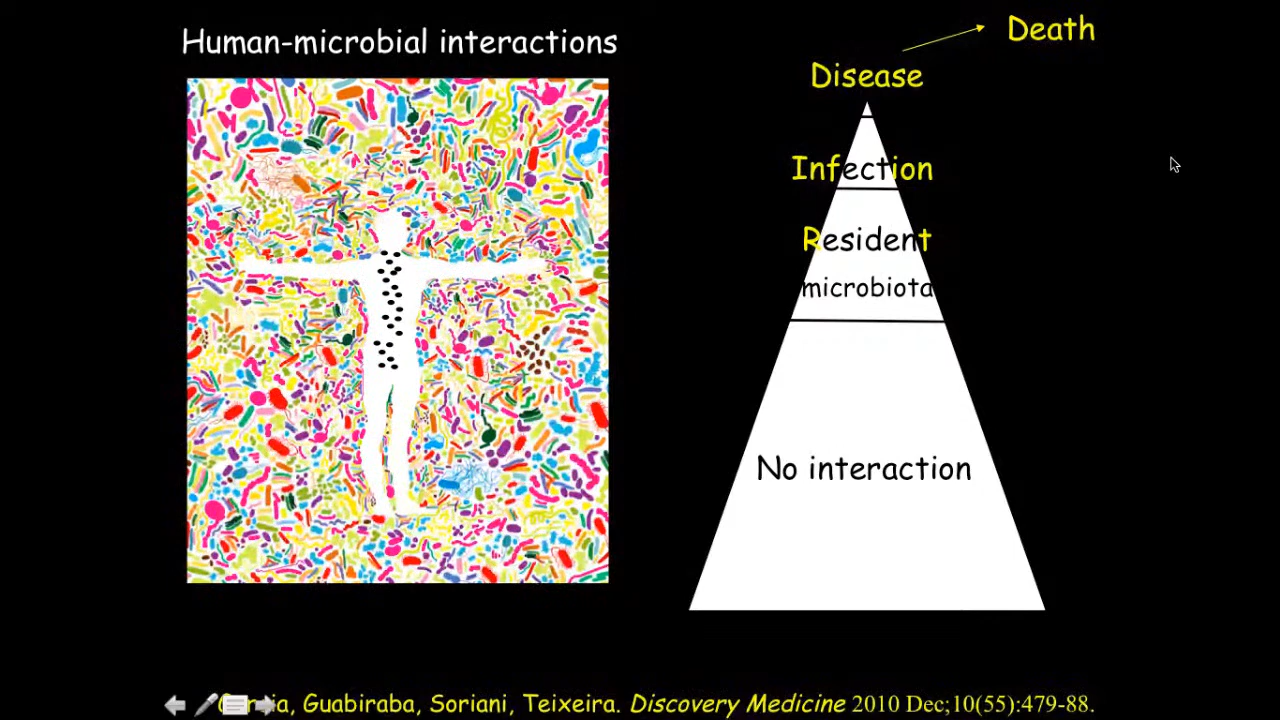 Human-microbial interactions
Death
Disease
Infection
Resident
microbiota
No interaction
Guabiraba, Soriani, Teixeira. Discovery Medicine 2010 Dec;10(55):479-88.